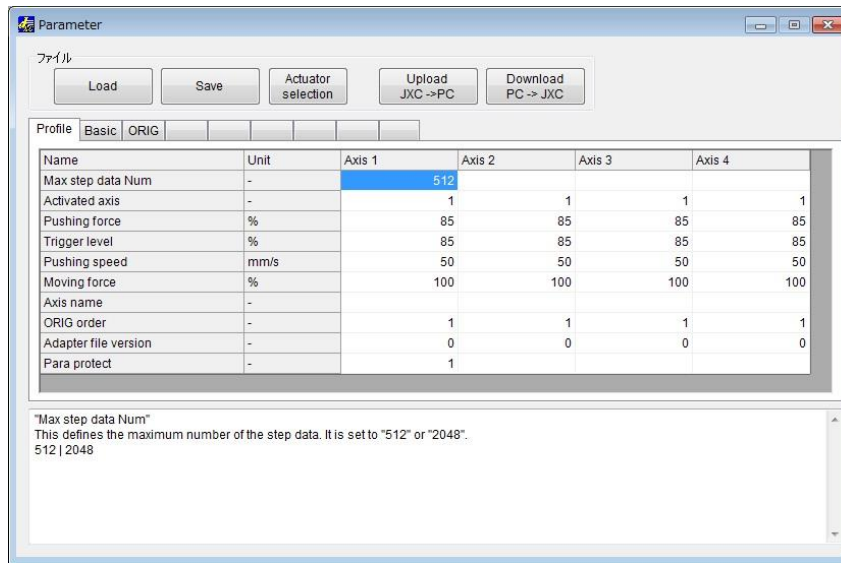 Parameter
ファイル
Load Save Actuator selection Upload JXC ->PC Download PC -> JXC
Profile Basic ORIG
Name Unit Axis 1 Axis 2 Axis 3 Axis 4
Max step data Num - 512
Activated axis - 1 1 1 1
Pushing force % 85 85 85 85
Trigger level % 85 85 85 85
Pushing speed mm/s 50 50 50 50
Moving force % 100 100 100 100
Axis name -
ORIG order - 1 1 1 1
Adapter file version - 0 0 0 0
Para protect - 1
"Max step data Num"
This defines the maximum number of the step data. It is set to "512" or "2048".
512 | 2048